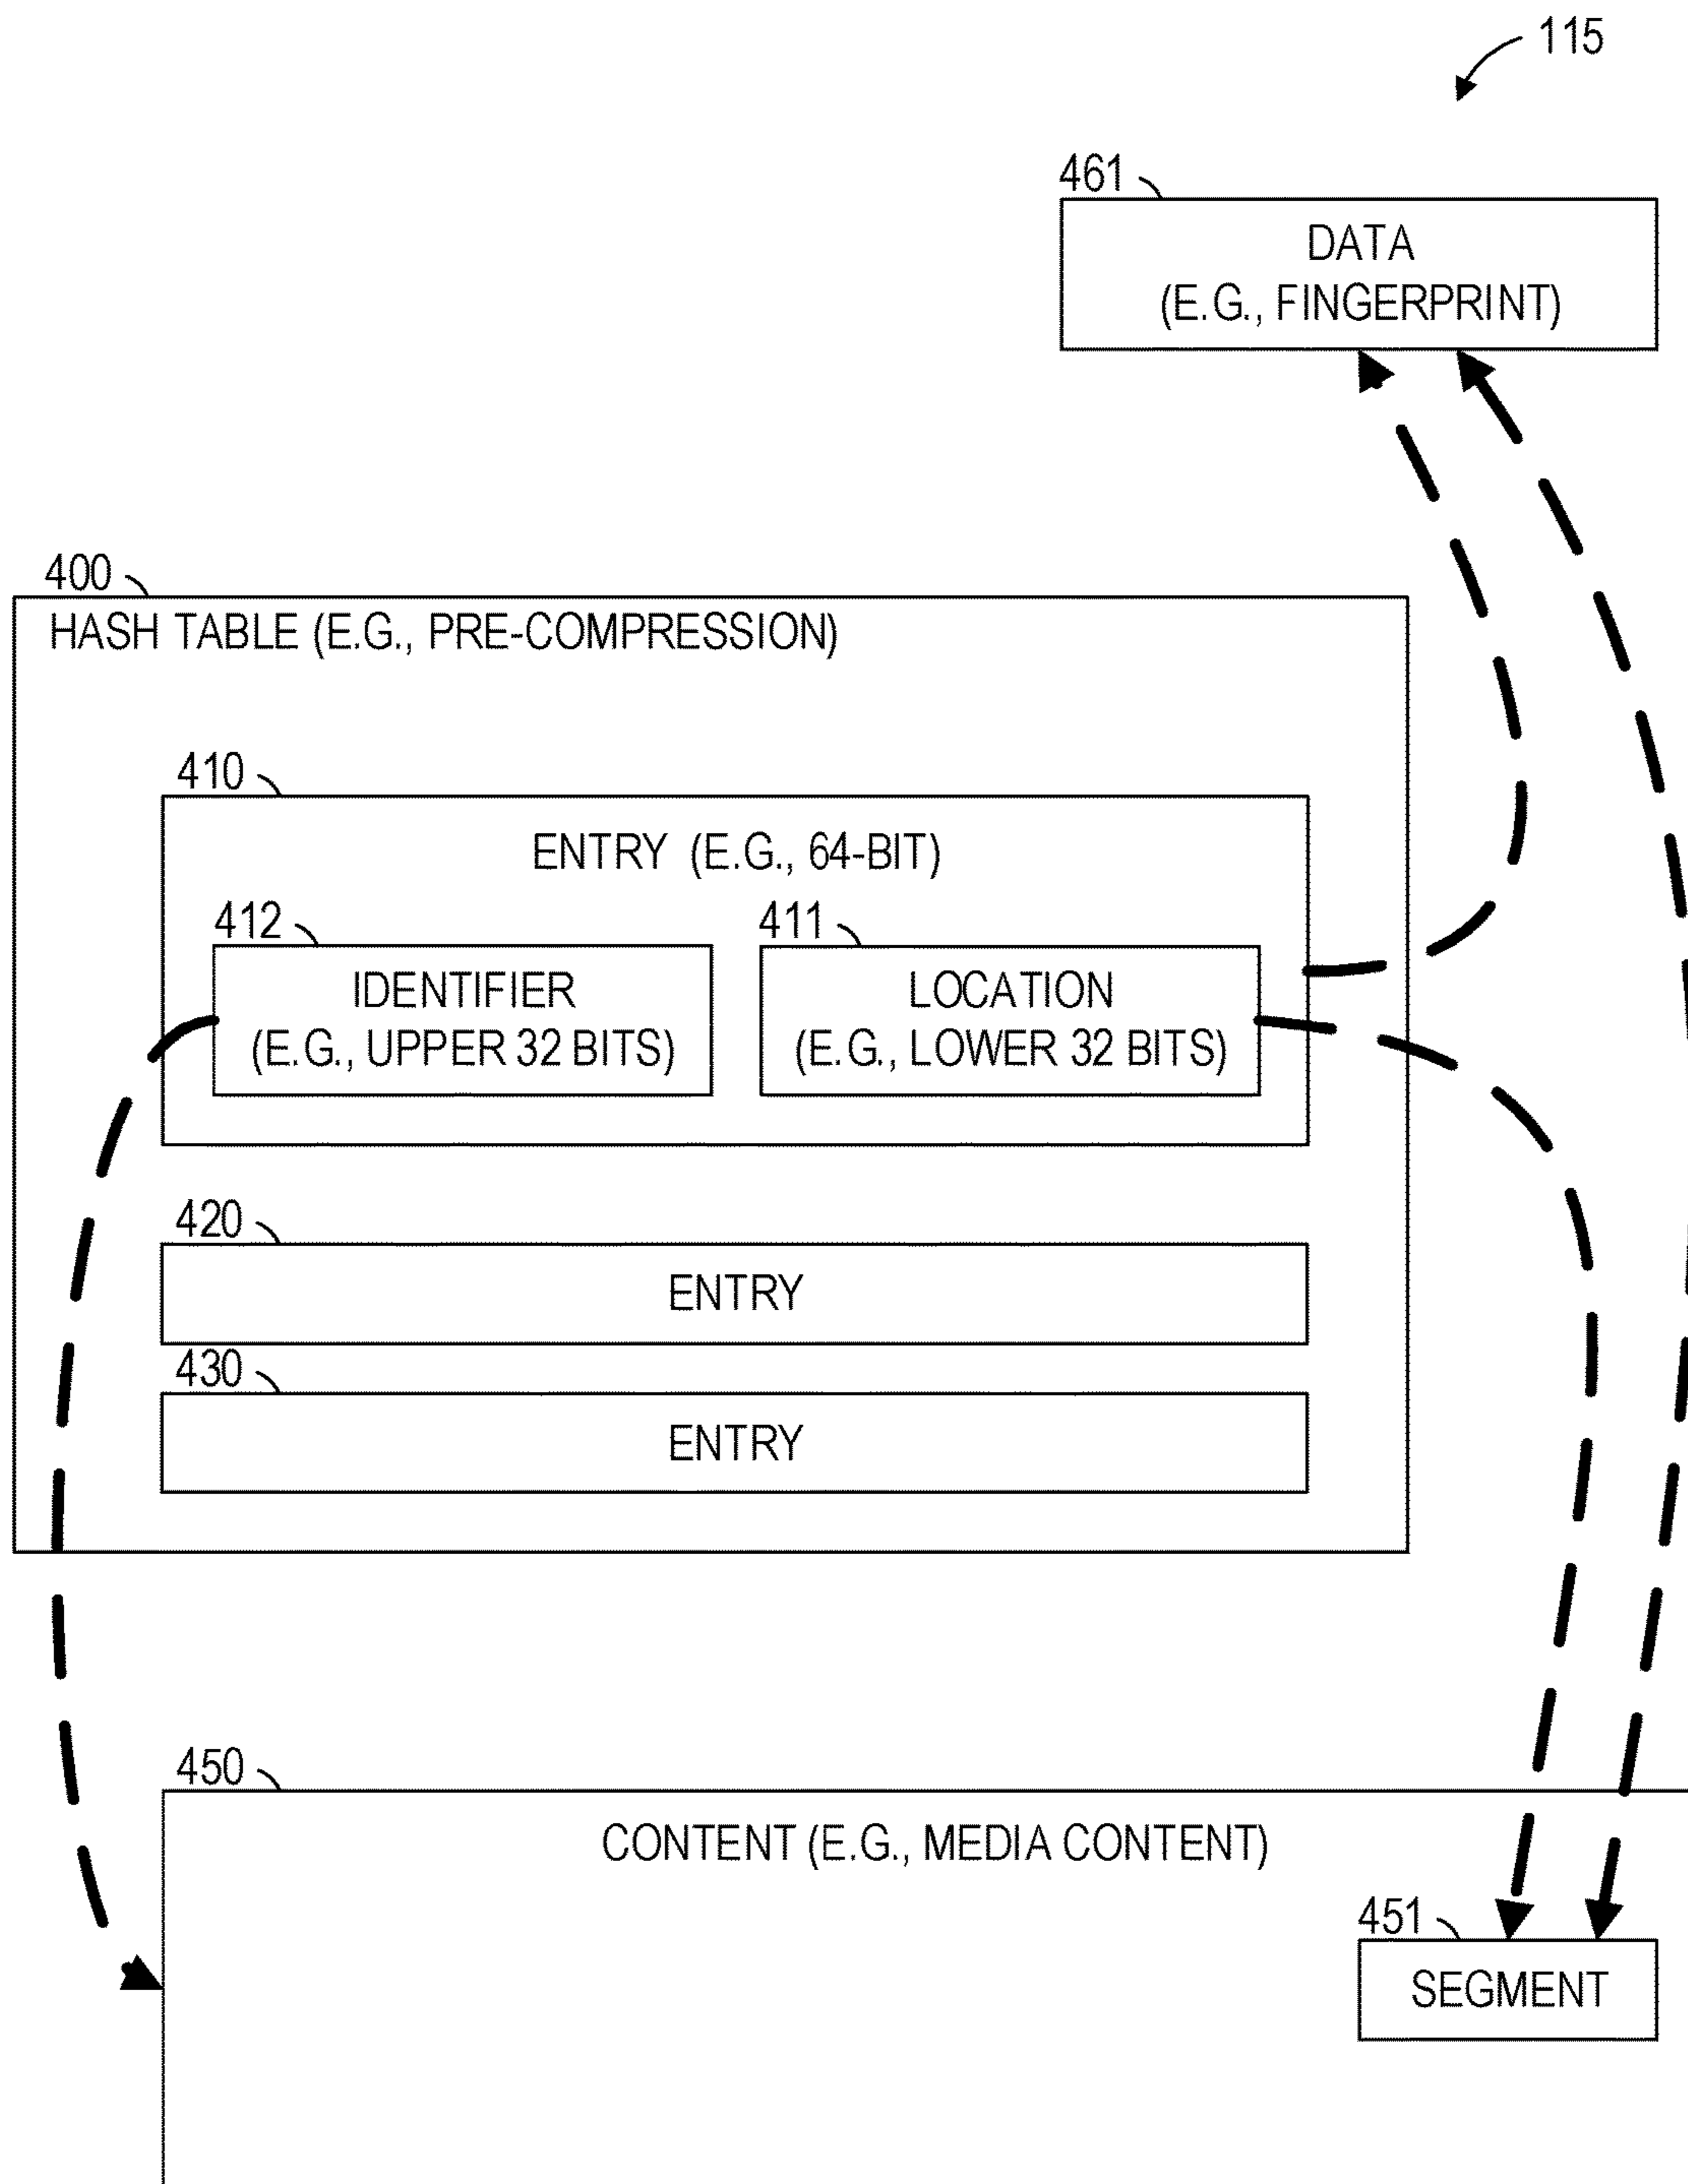 115
461
DATA
(E.G., FINGERPRINT)
400
HASH TABLE (E.G., PRE-COMPRESSION)
410
ENTRY (E.G., 64-BIT)
412
IDENTIFIER
(E.G., UPPER 32 BITS)
411
LOCATION
(E.G., LOWER 32 BITS)
420
ENTRY
430
ENTRY
450
CONTENT (E.G., MEDIA CONTENT)
451
SEGMENT